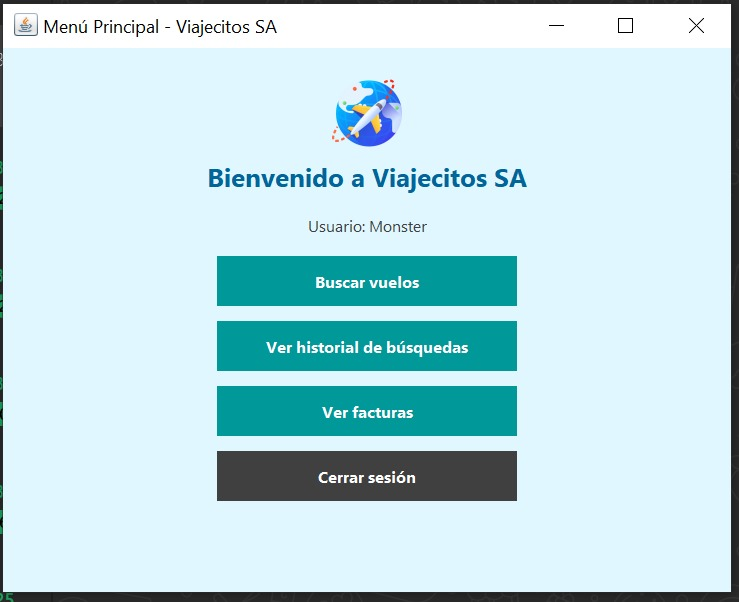 Menú Principal - Viajecitos SA
Bienvenido a Viajecitos SA
Usuario: Monster
Buscar vuelos
Ver historial de búsquedas
Ver facturas
Cerrar sesión